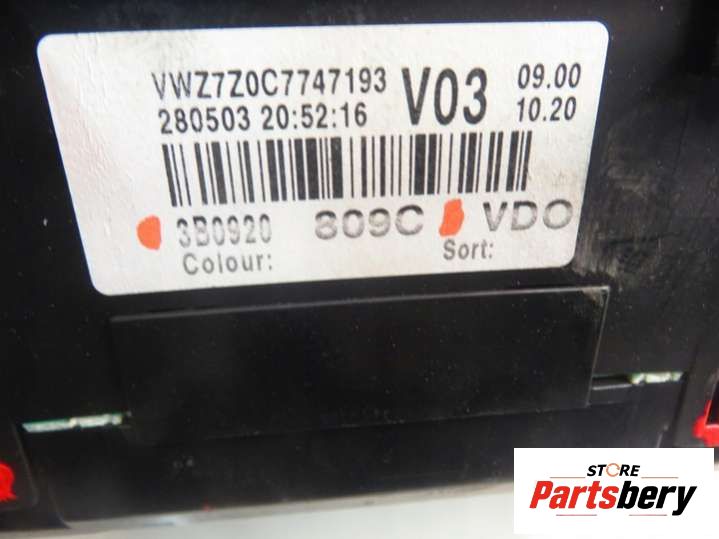 VWZ7Z0C7747193 V03 09.00
280503 20:52:16 10.20
3B0920 809C VDO
Colour: Sort:
STORE
Partsbery